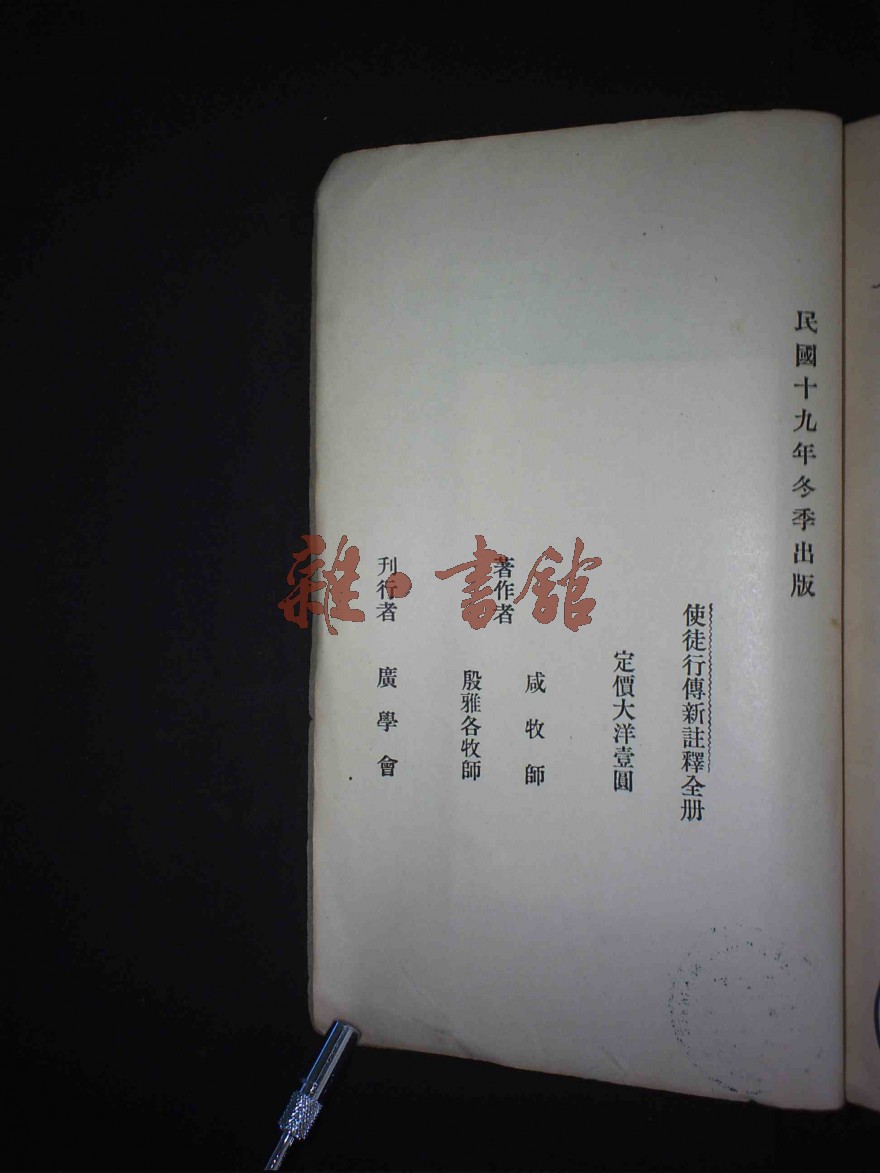 民國十九年冬季出版
使徒行傳新註釋全册
定價大洋壹圓
著作者
咸牧師
殷雅各牧師
刊行者 廣學會
雜·書館